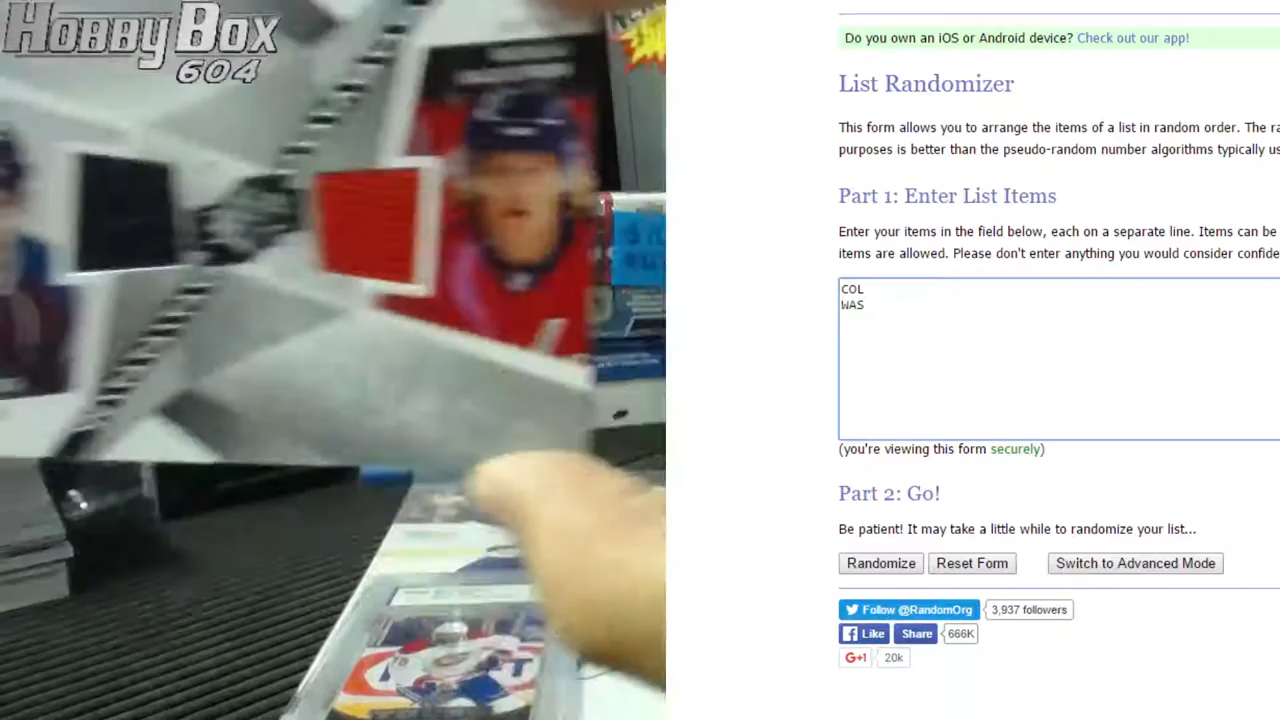 HOBBY BOX
604
Do you own an iOS or Android device? Check out our app!
List Randomizer
This form allows you to arrange the items of a list in random order. The ra
purposes is better than the pseudo-random number algorithms typically us
Part 1: Enter List Items
Enter your items in the field below, each on a separate line. Items can be
items are allowed. Please don't enter anything you would consider confide
COL
WAS
(you're viewing this form securely)
Part 2: Go!
Be patient! It may take a little while to randomize your list...
Randomize Reset Form Switch to Advanced Mode
Follow @RandomOrg 3,937 followers
Like Share 666K
G+1 20k